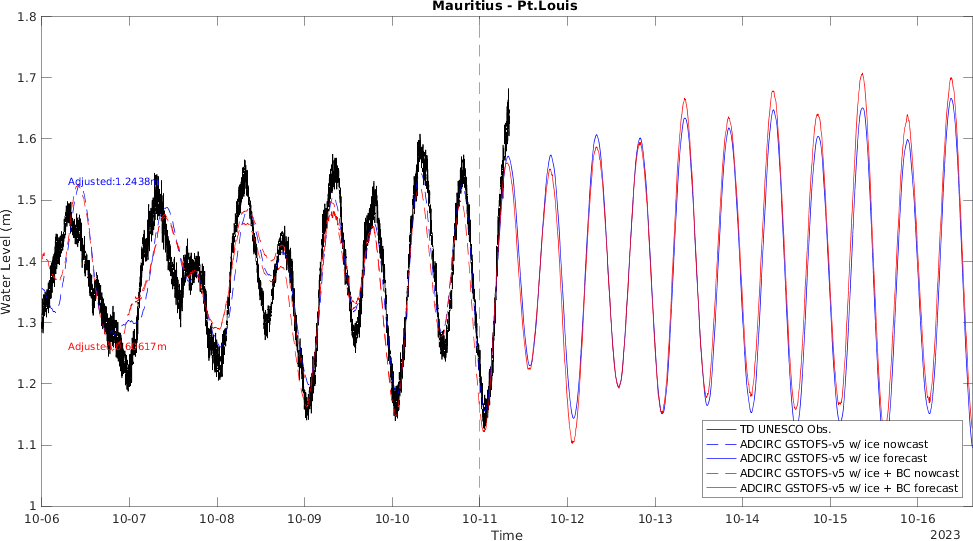 Mauritius - Pt.Louis
Water Level (m)
1.8
1.7
1.6
1.5
1.4
1.3
1.2
1.1
1
Adjusted:1.2438m
TD UNESCO Obs.
ADCIRC GSTOFS-v5 w/ ice nowcast
ADCIRC GSTOFS-v5 w/ ice forecast
ADCIRC GSTOFS-v5 w/ ice + BC nowcast
ADCIRC GSTOFS-v5 w/ ice + BC forecast
10-06 10-07 10-08 10-09 10-10 10-11 10-12 10-13 10-14 10-15 10-16
Time
2023